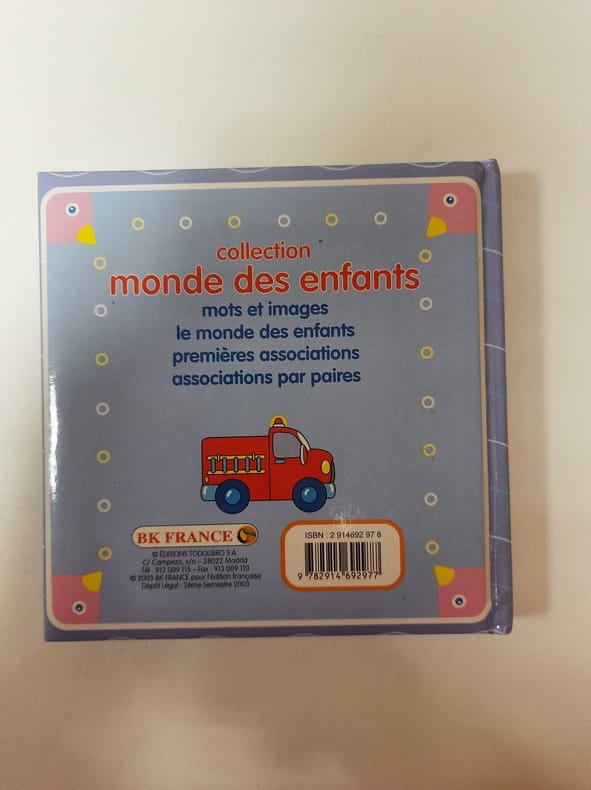 collection
monde des enfants
mots et images
le monde des enfants
premières associations
associations par paires
BK FRANCE
© ÉDITIONS TODOLIBRO S.A.
C/ Campezo, s/n – 28022 Madrid
Tél : 913 009 115 – Fax : 913 009 110
© 2003 BK FRANCE pour l'édition française
Dépôt Légal : 2ème Semestre 2003
ISBN : 2 914692 97 8
9 782914 692977